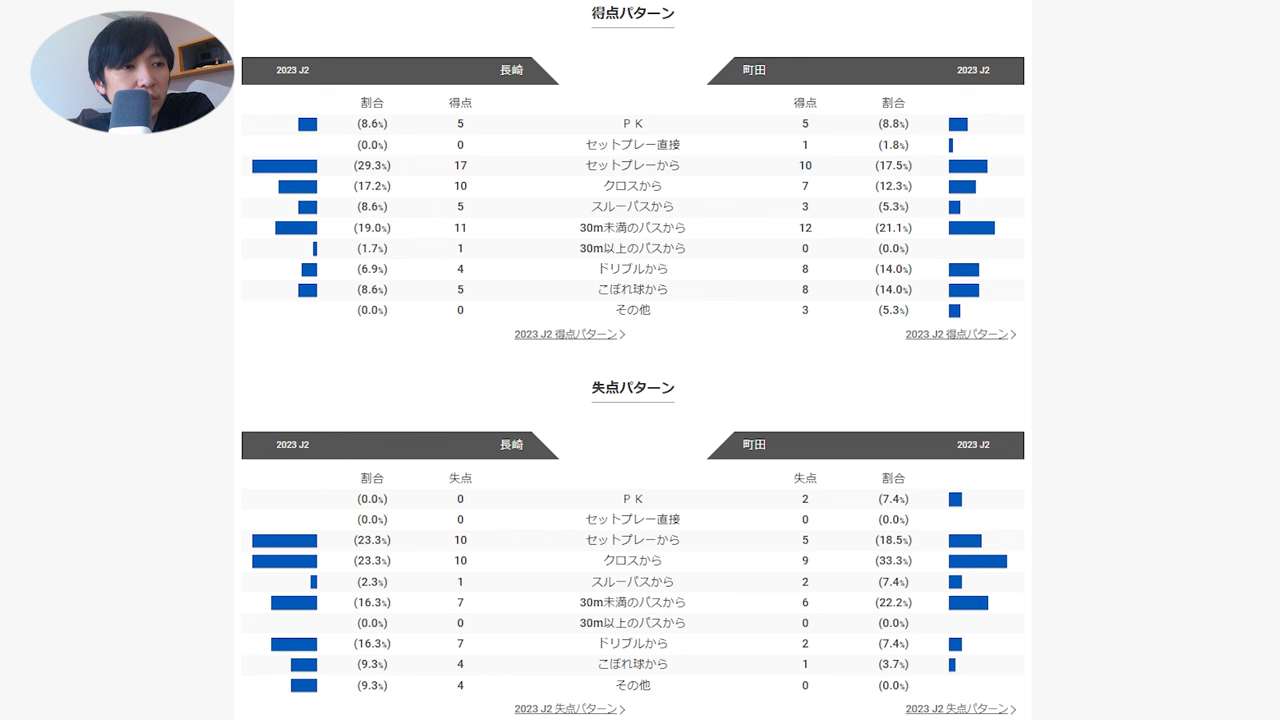 得点パターン
2023 J2 長崎 町田 2023 J2
割合 得点 得点 割合
(8.6%) 5 ＰＫ 5 (8.8%)
(0.0%) 0 セットプレー直接 1 (1.8%)
(29.3%) 17 セットプレーから 10 (17.5%)
(17.2%) 10 クロスから 7 (12.3%)
(8.6%) 5 スルーパスから 3 (5.3%)
(19.0%) 11 30m未満のパスから 12 (21.1%)
(1.7%) 1 30m以上のパスから 0 (0.0%)
(6.9%) 4 ドリブルから 8 (14.0%)
(8.6%) 5 こぼれ球から 8 (14.0%)
(0.0%) 0 その他 3 (5.3%)
2023 J2 得点パターン 2023 J2 得点パターン
失点パターン
2023 J2 長崎 町田 2023 J2
割合 失点 失点 割合
(0.0%) 0 ＰＫ 2 (7.4%)
(0.0%) 0 セットプレー直接 0 (0.0%)
(23.3%) 10 セットプレーから 5 (18.5%)
(23.3%) 10 クロスから 9 (33.3%)
(2.3%) 1 スルーパスから 2 (7.4%)
(16.3%) 7 30m未満のパスから 6 (22.2%)
(0.0%) 0 30m以上のパスから 0 (0.0%)
(16.3%) 7 ドリブルから 2 (7.4%)
(9.3%) 4 こぼれ球から 1 (3.7%)
(9.3%) 4 その他 0 (0.0%)
2023 J2 失点パターン 2023 J2 失点パターン